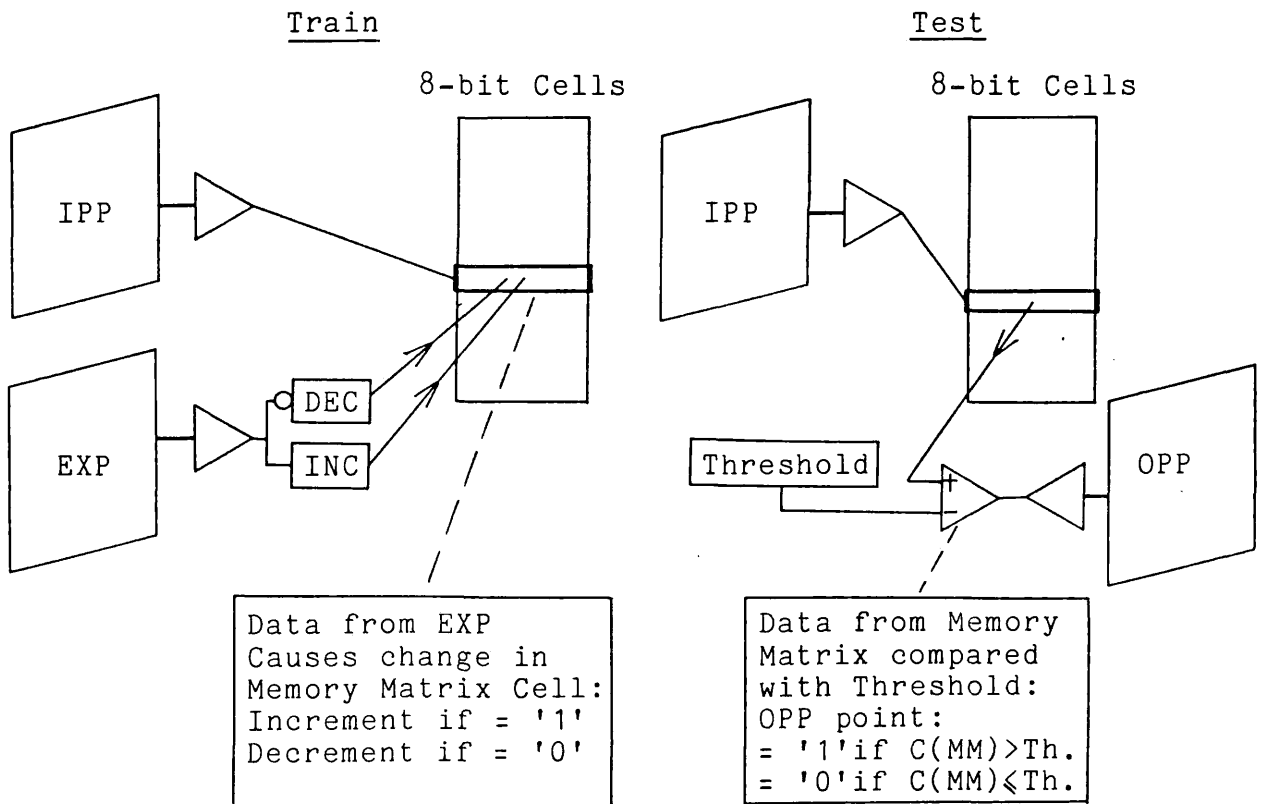 Train
8-bit Cells
IPP
EXP
DEC
INC
Data from EXP
Causes change in
Memory Matrix Cell:
Increment if = '1'
Decrement if = '0'
Test
8-bit Cells
IPP
Threshold
+
−
OPP
Data from Memory
Matrix compared
with Threshold:
OPP point:
= '1'if C(MM)>Th.
= '0'if C(MM)⩽Th.